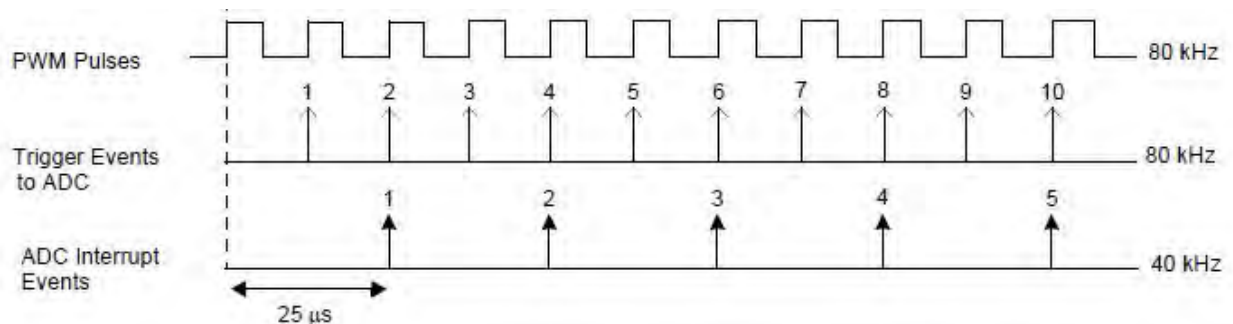 PWM Pulses
80 kHz
1 2 3 4 5 6 7 8 9 10
Trigger Events
to ADC
80 kHz
1 2 3 4 5
ADC Interrupt
Events
40 kHz
25 μs